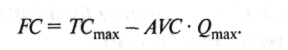 FC = TC_max − AVC · Q_max.